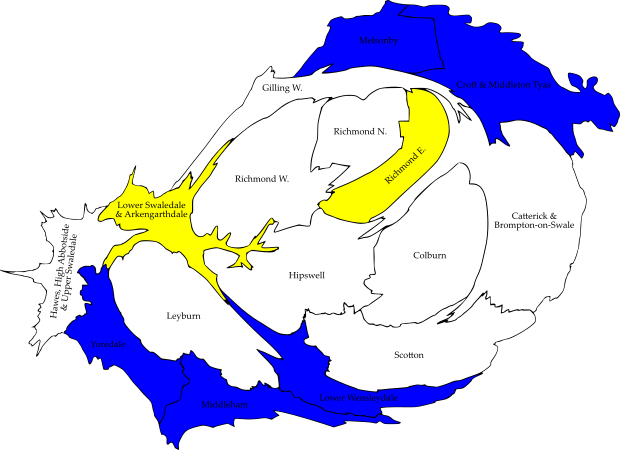 Melsonby
Croft & Middleton Tyas
Gilling W.
Richmond N.
Richmond E.
Richmond W.
Lower Swaledale
& Arkengarthdale
Catterick &
Brompton-on-Swale
Hawes, High Abbotside
& Upper Swaledale
Colburn
Hipswell
Leyburn
Yoredale
Scotton
Middleham
Lower Wensleydale